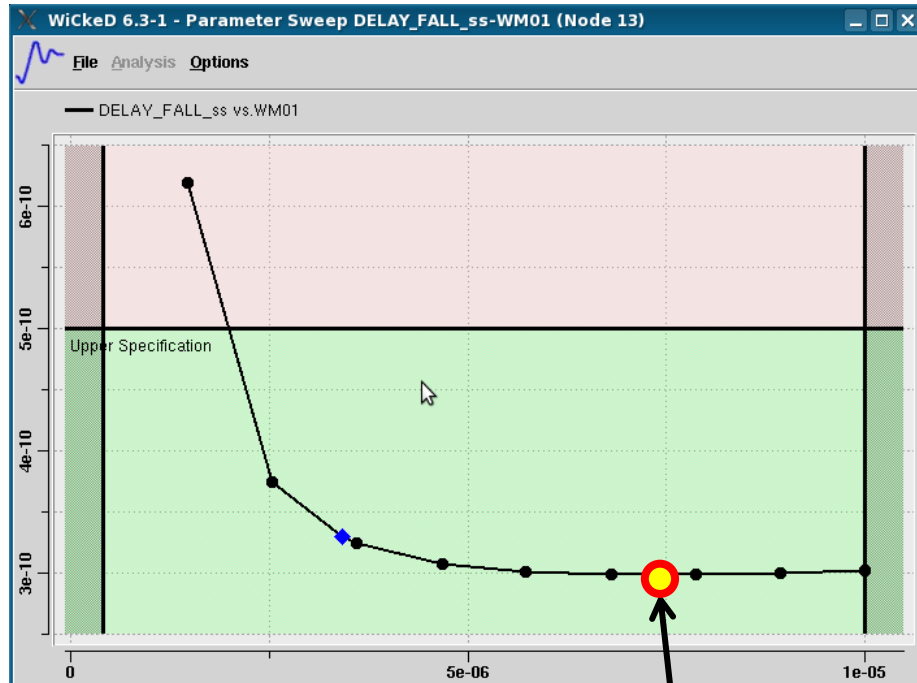 WiCkeD 6.3-1 - Parameter Sweep DELAY_FALL_ss-WM01 (Node 13)
File Analysis Options
DELAY_FALL_ss vs.WM01
6e-10
5e-10
Upper Specification
4e-10
3e-10
0 5e-06 1e-05